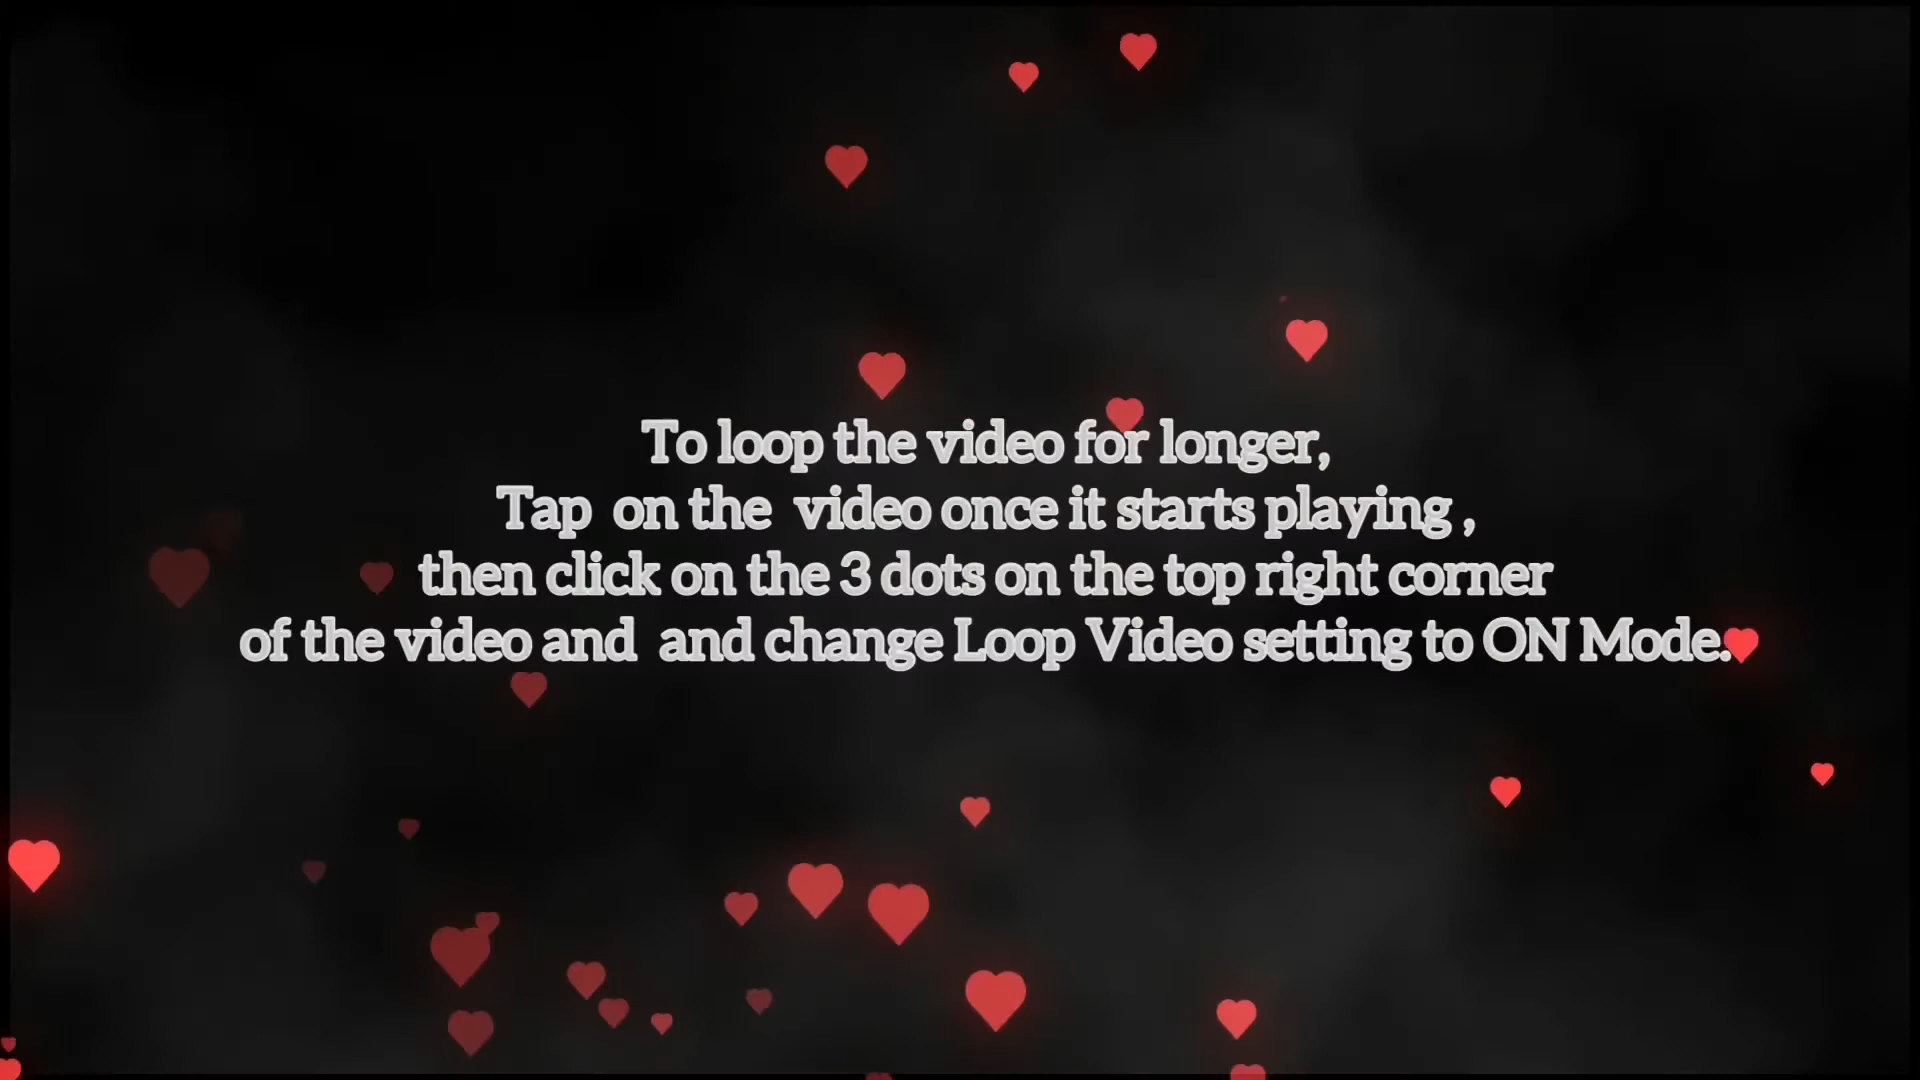 To loop the video for longer,
Tap on the video once it starts playing ,
then click on the 3 dots on the top right corner
of the video and and change Loop Video setting to ON Mode.